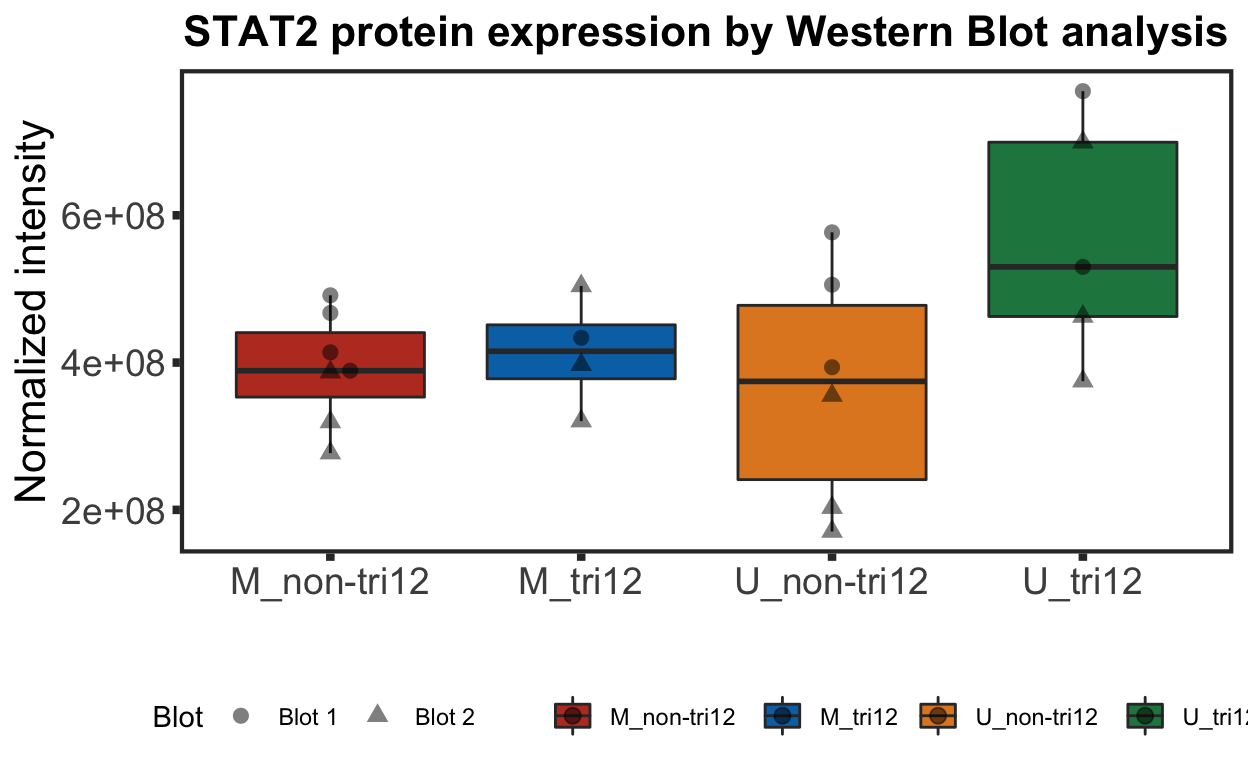 STAT2 protein expression by Western Blot analysis
Normalized intensity
6e+08
4e+08
2e+08
M_non-tri12 M_tri12 U_non-tri12 U_tri12
Blot Blot 1 Blot 2 M_non-tri12 M_tri12 U_non-tri12 U_tri12